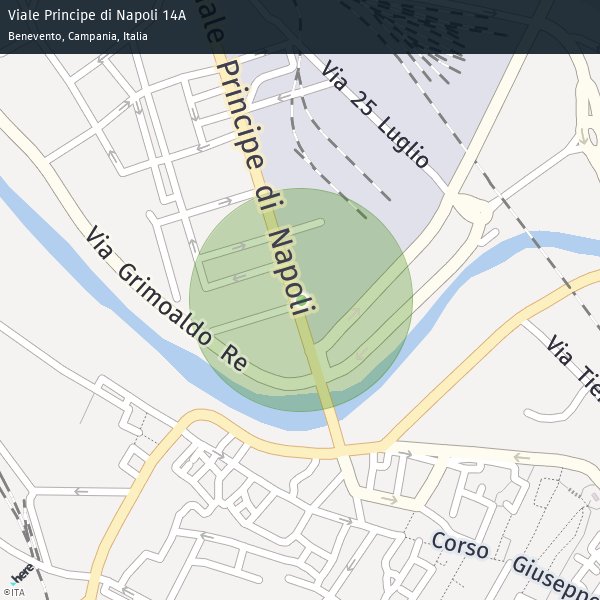 Viale Principe di Napoli 14A
Benevento, Campania, Italia
ale Principe di Napoli
Via 25 Luglio
Via Grimoaldo Re
Via Tie
Corso Giuseppe
here
©ITA